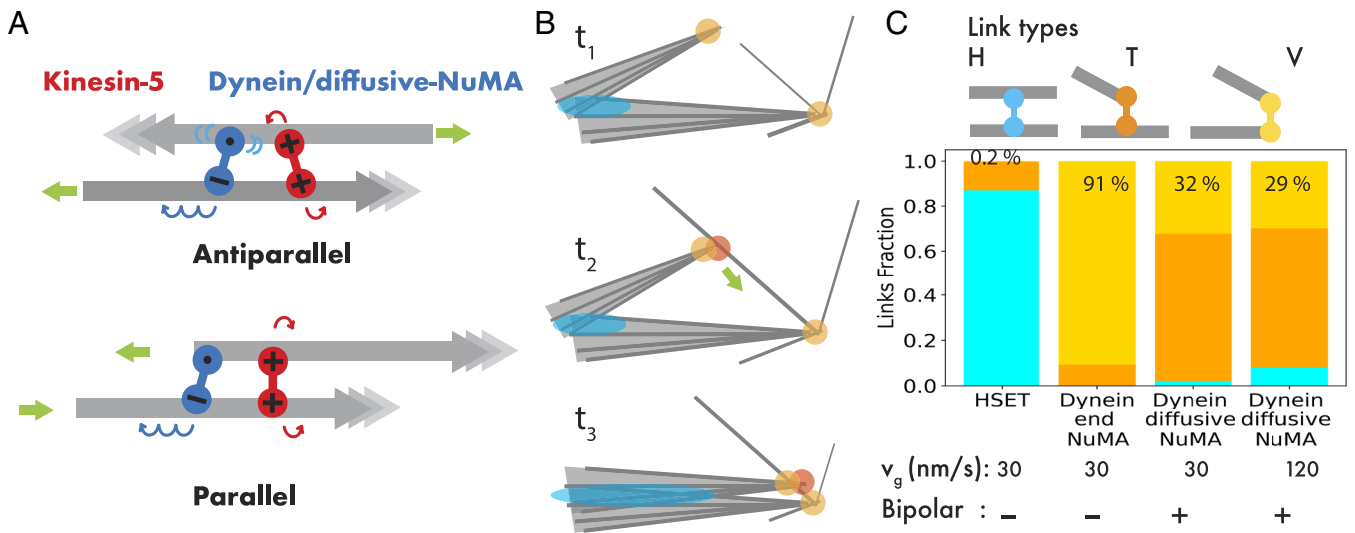 A
Kinesin-5
Dynein/diffusive-NuMA
Antiparallel
Parallel
B
t1
t2
t3
C
Link types
H T V
Links Fraction
1.0
0.8
0.6
0.4
0.2
0.0
0.2 %
91 %
32 %
29 %
HSET
Dynein
end
NuMA
Dynein
diffusive
NuMA
Dynein
diffusive
NuMA
vg (nm/s): 30 30 30 120
Bipolar : − − + +